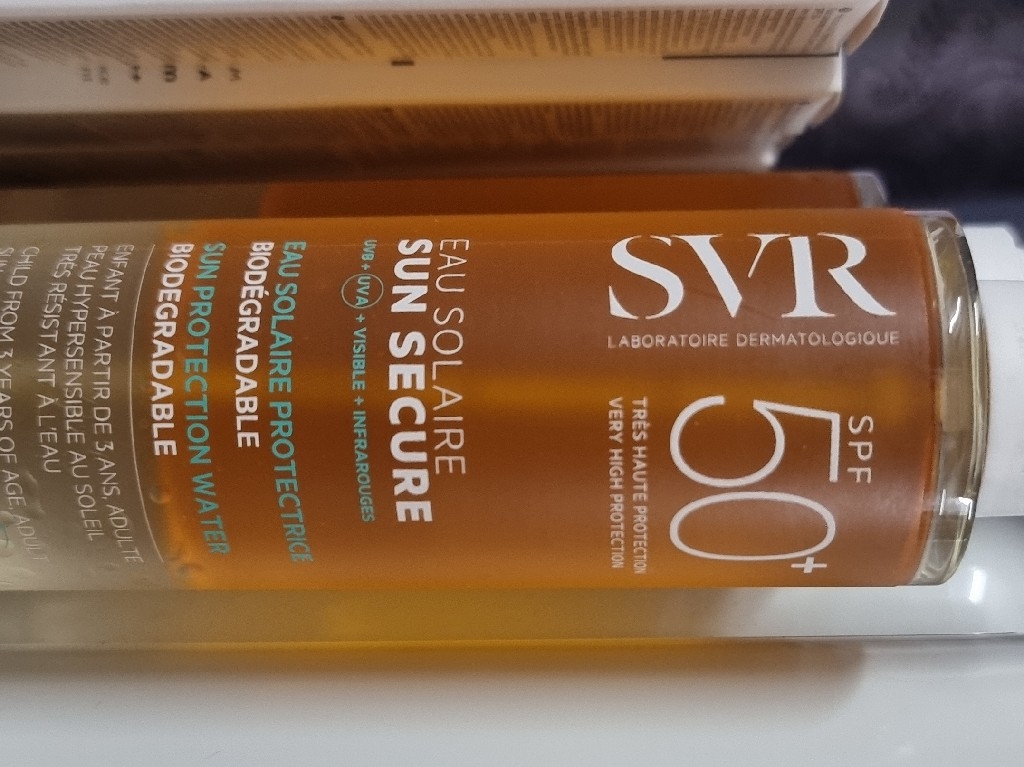 SVR
LABORATOIRE DERMATOLOGIQUE
SPF
50+
TRÈS HAUTE PROTECTION
VERY HIGH PROTECTION
EAU SOLAIRE
SUN SECURE
UVB + UVA + VISIBLE + INFRAROUGES
EAU SOLAIRE PROTECTRICE
BIODÉGRADABLE
SUN PROTECTION WATER
BIODEGRADABLE
ENFANT À PARTIR DE 3 ANS, ADULTE
PEAU HYPERSENSIBLE AU SOLEIL
TRÈS RÉSISTANT À L'EAU
CHILD FROM 3 YEARS OF AGE, ADULT